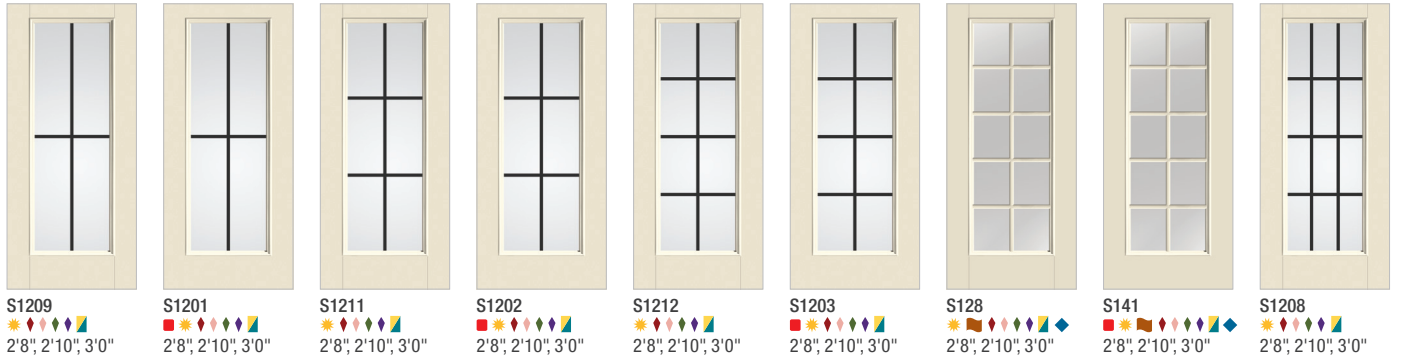 S1209
2'8", 2'10", 3'0"
S1201
2'8", 2'10", 3'0"
S1211
2'8", 2'10", 3'0"
S1202
2'8", 2'10", 3'0"
S1212
2'8", 2'10", 3'0"
S1203
2'8", 2'10", 3'0"
S128
2'8", 2'10", 3'0"
S141
2'8", 2'10", 3'0"
S1208
2'8", 2'10", 3'0"